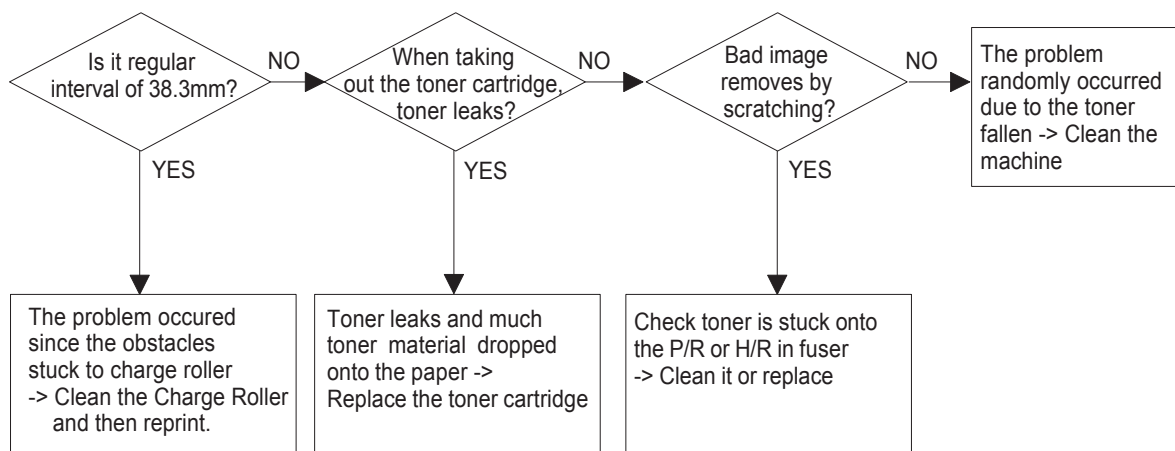 Is it regular
interval of 38.3mm?
NO
YES
When taking
out the toner cartridge,
toner leaks?
NO
YES
Bad image
removes by
scratching?
NO
YES
The problem
randomly occurred
due to the toner
fallen -> Clean the
machine
The problem occured
since the obstacles
stuck to charge roller
-> Clean the Charge Roller
and then reprint.
Toner leaks and much
toner material dropped
onto the paper ->
Replace the toner cartridge
Check toner is stuck onto
the P/R or H/R in fuser
-> Clean it or replace